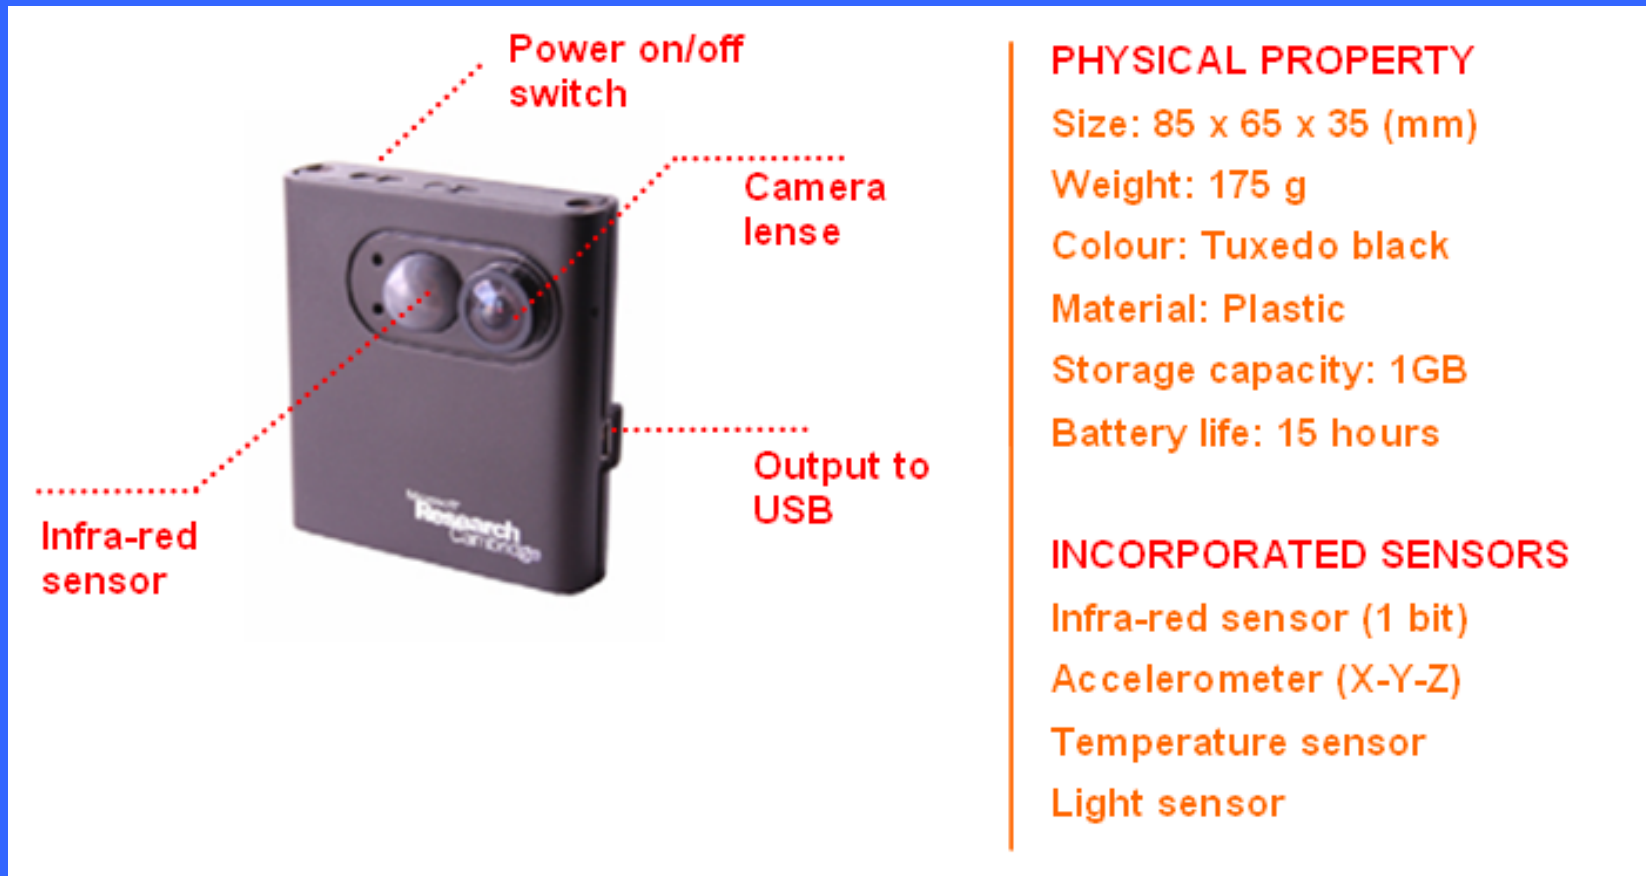 Power on/off
switch
Camera
lense
Output to
USB
Infra-red
sensor
Microsoft
Research
Cambridge
PHYSICAL PROPERTY
Size: 85 x 65 x 35 (mm)
Weight: 175 g
Colour: Tuxedo black
Material: Plastic
Storage capacity: 1GB
Battery life: 15 hours
INCORPORATED SENSORS
Infra-red sensor (1 bit)
Accelerometer (X-Y-Z)
Temperature sensor
Light sensor